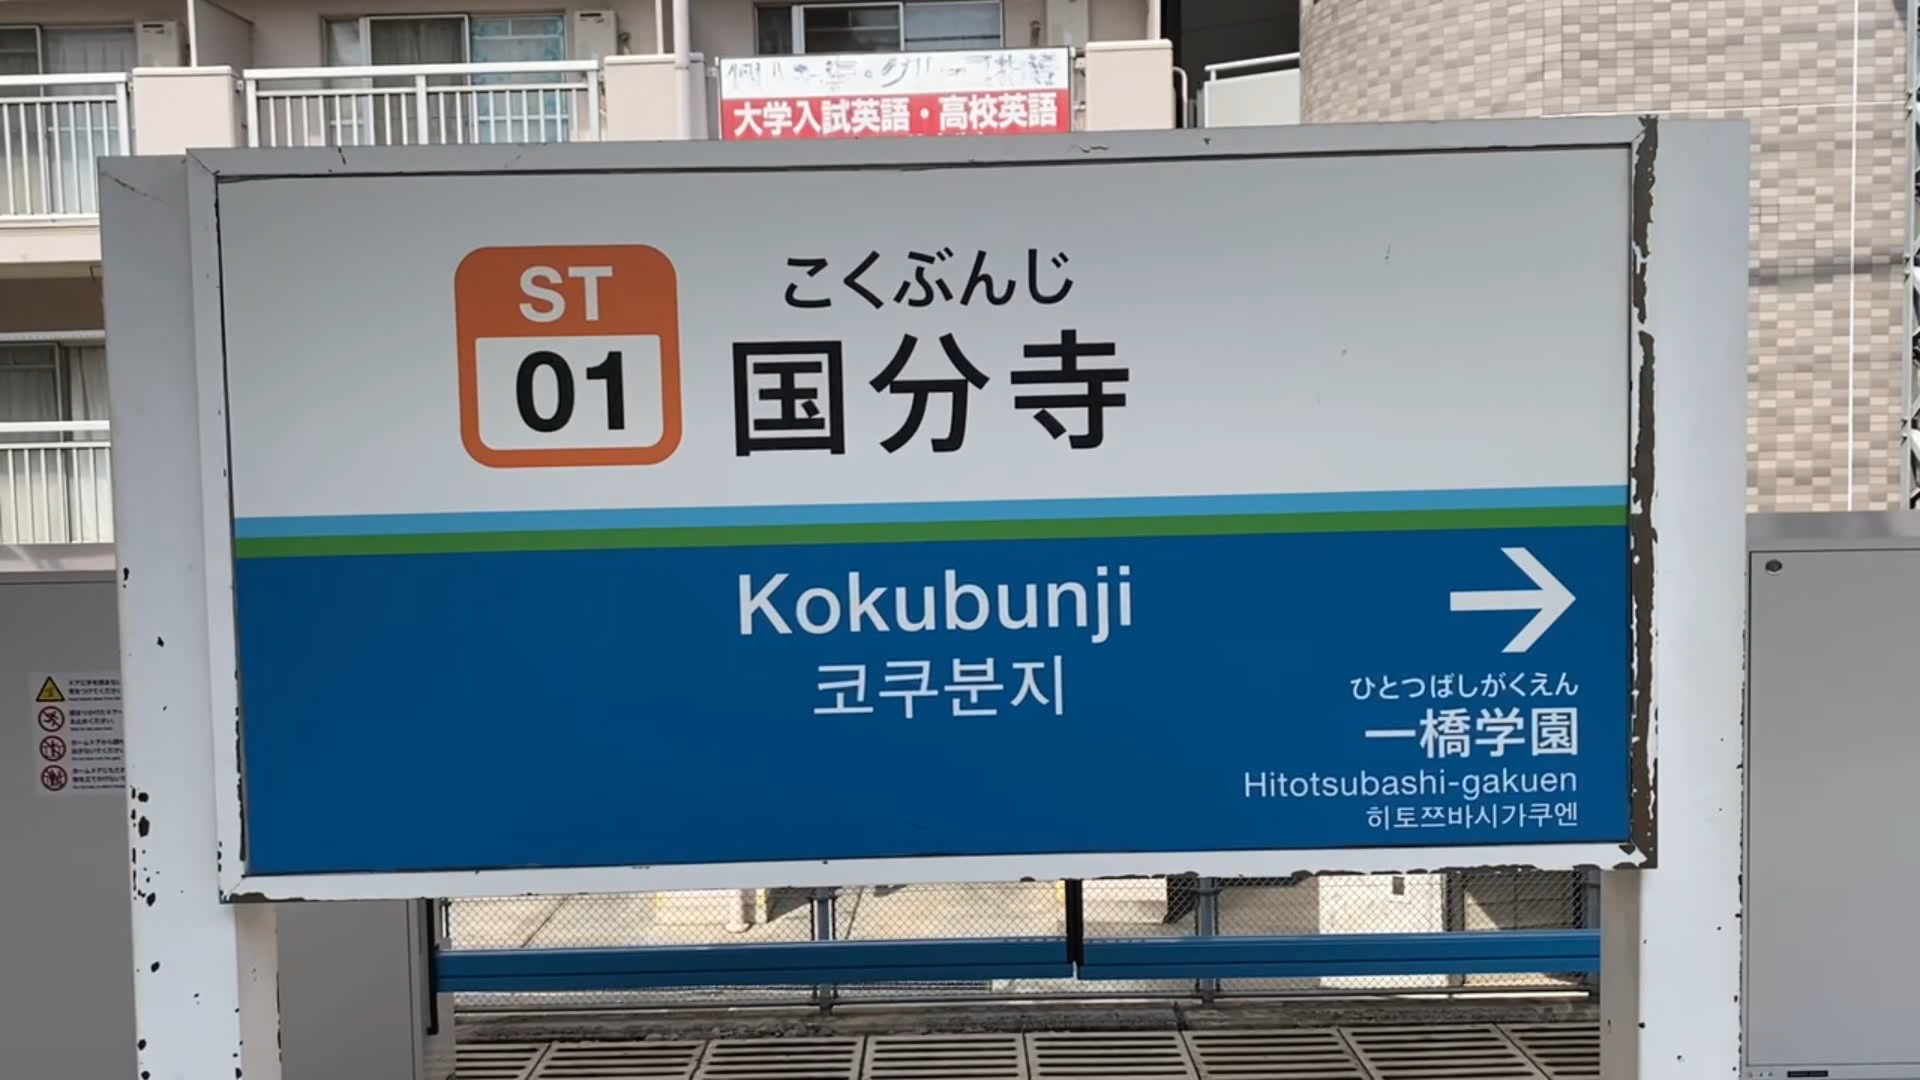 大学入試英語・高校英語
ST
01
こくぶんじ
国分寺
Kokubunji
코쿠분지
ひとつばしがくえん
一橋学園
Hitotsubashi-gakuen
히토쯔바시가쿠엔